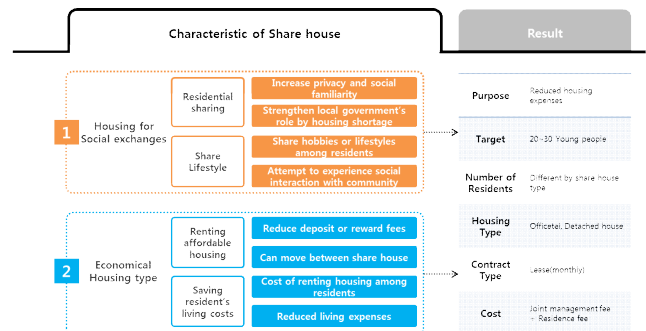 Characteristic of Share house
Result
1
Housing for
Social exchanges
Residential
sharing
Increase privacy and social
familiarity
Strengthen local government's
role by housing shortage
Share
Lifestyle
Share hobbies or lifestyles
among residents
Attempt to experience social
interaction with community
2
Economical
Housing type
Renting
affordable
housing
Reduce deposit or reward fees
Can move between share house
Saving
resident's
living costs
Cost of renting housing among
residents
Reduced living expenses
Purpose
Reduced housing
expenses
Target
20~30 Young people
Number of
Residents
Different by share house
type
Housing
Type
Officetel, Detached house
Contract
Type
Lease(monthly)
Cost
Joint management fee
+ Residence fee